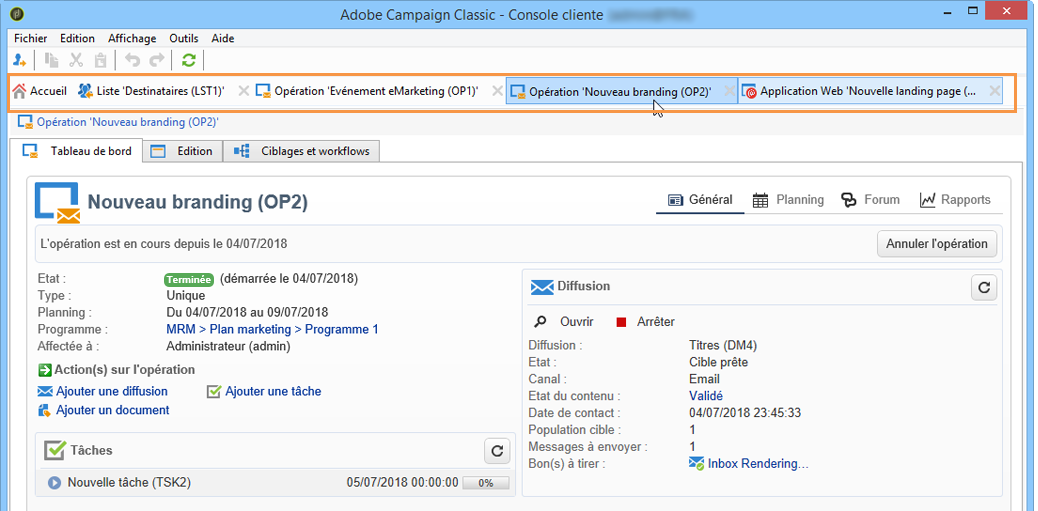 Adobe Campaign Classic - Console cliente
Fichier Edition Affichage Outils Aide
Accueil Liste 'Destinataires (LST1)' Opération 'Evénement eMarketing (OP1)' Opération 'Nouveau branding (OP2)' Application Web 'Nouvelle landing page (...
Opération 'Nouveau branding (OP2)'
Tableau de bord Edition Ciblages et workflows
Nouveau branding (OP2) Général Planning Forum Rapports
L'opération est en cours depuis le 04/07/2018 Annuler l'opération
Etat : Terminée (démarrée le 04/07/2018)
Type : Unique
Planning : Du 04/07/2018 au 09/07/2018
Programme : MRM > Plan marketing > Programme 1
Affectée à : Administrateur (admin)
Action(s) sur l'opération
Ajouter une diffusion Ajouter une tâche
Ajouter un document
Tâches
Nouvelle tâche (TSK2) 05/07/2018 00:00:00 0%
Diffusion
Ouvrir Arrêter
Diffusion : Titres (DM4)
Etat : Cible prête
Canal : Email
Etat du contenu : Validé
Date de contact : 04/07/2018 23:45:33
Population cible : 1
Messages à envoyer : 1
Bon(s) à tirer : Inbox Rendering...